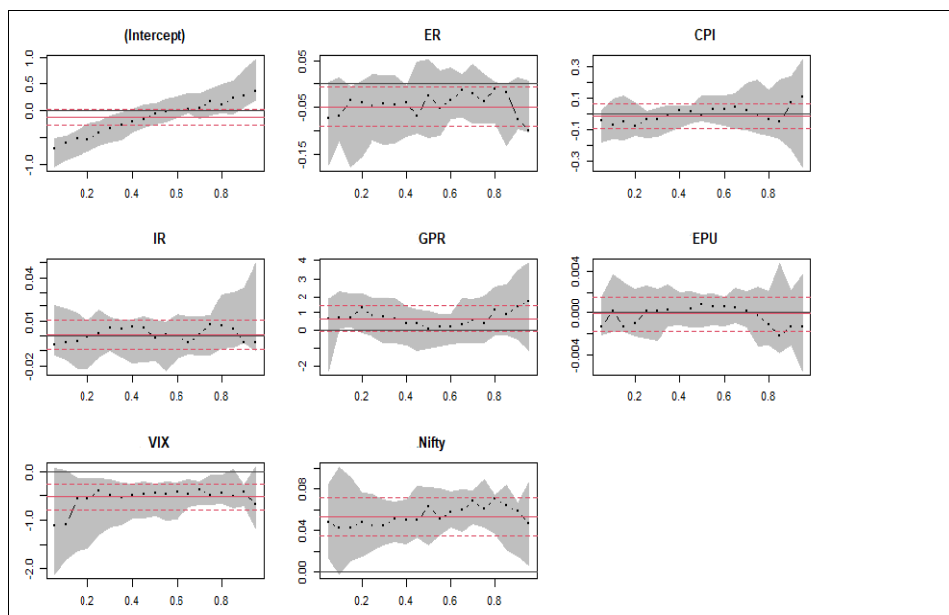 (Intercept)
1.0
0.5
0.0
-1.0
0.2 0.4 0.6 0.8
ER
0.05
-0.05
-0.15
0.2 0.4 0.6 0.8
CPI
0.3
0.1
-0.1
-0.3
0.2 0.4 0.6 0.8
IR
0.04
0.01
-0.02
0.2 0.4 0.6 0.8
GPR
4
3
2
1
0
-2
0.2 0.4 0.6 0.8
EPU
0.004
0.000
-0.004
0.2 0.4 0.6 0.8
VIX
0.0
-1.0
-2.0
0.2 0.4 0.6 0.8
Nifty
0.08
0.04
0.00
0.2 0.4 0.6 0.8